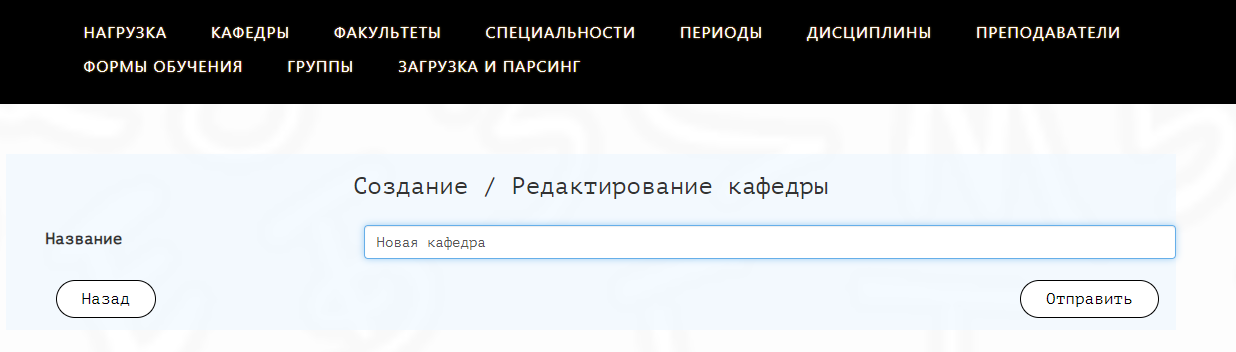 НАГРУЗКА КАФЕДРЫ ФАКУЛЬТЕТЫ СПЕЦИАЛЬНОСТИ ПЕРИОДЫ ДИСЦИПЛИНЫ ПРЕПОДАВАТЕЛИ
ФОРМЫ ОБУЧЕНИЯ ГРУППЫ ЗАГРУЗКА И ПАРСИНГ
Создание / Редактирование кафедры
Название Новая кафедра
Назад Отправить